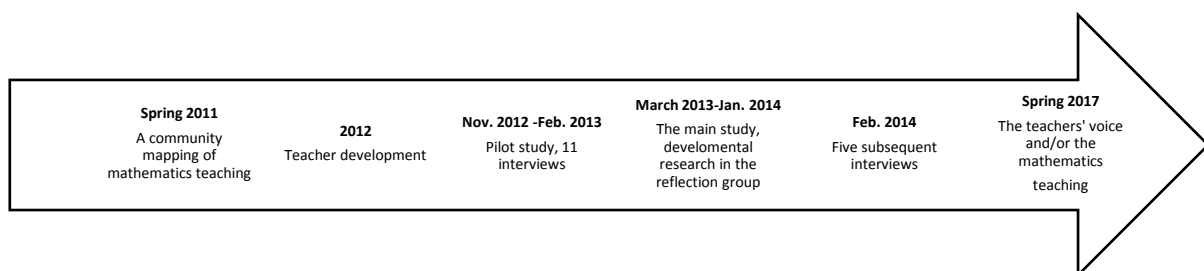 Spring 2011
A community
mapping of
mathematics teaching
2012
Teacher development
Nov. 2012 -Feb. 2013
Pilot study, 11
interviews
March 2013-Jan. 2014
The main study,
develomental
research in the
reflection group
Feb. 2014
Five subsequent
interviews
Spring 2017
The teachers' voice
and/or the
mathematics
teaching